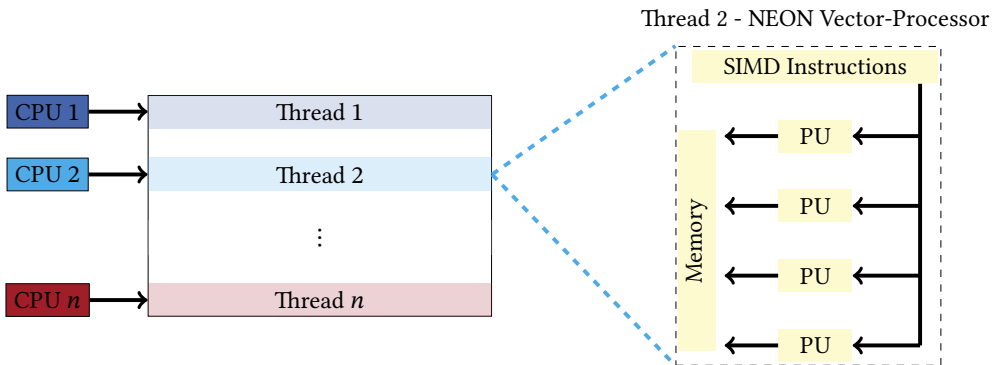 Thread 2 - NEON Vector-Processor
SIMD Instructions
CPU 1
Thread 1
PU
CPU 2
Thread 2
PU
Memory
⋮
PU
CPU n
Thread n
PU